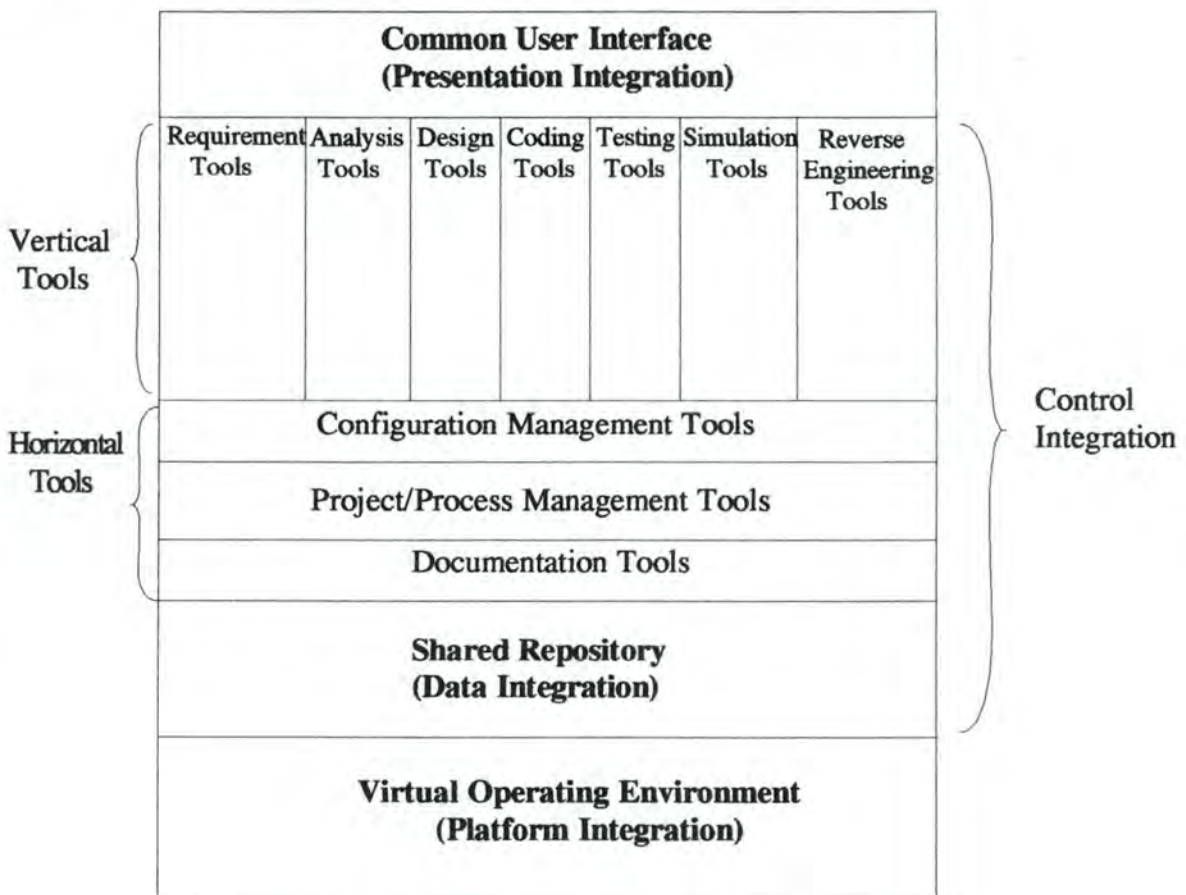 Common User Interface
(Presentation Integration)
Requirement
Tools
Analysis
Tools
Design
Tools
Coding
Tools
Testing
Tools
Simulation
Tools
Reverse
Engineering
Tools
Vertical
Tools
Horizontal
Tools
Configuration Management Tools
Project/Process Management Tools
Documentation Tools
Control
Integration
Shared Repository
(Data Integration)
Virtual Operating Environment
(Platform Integration)